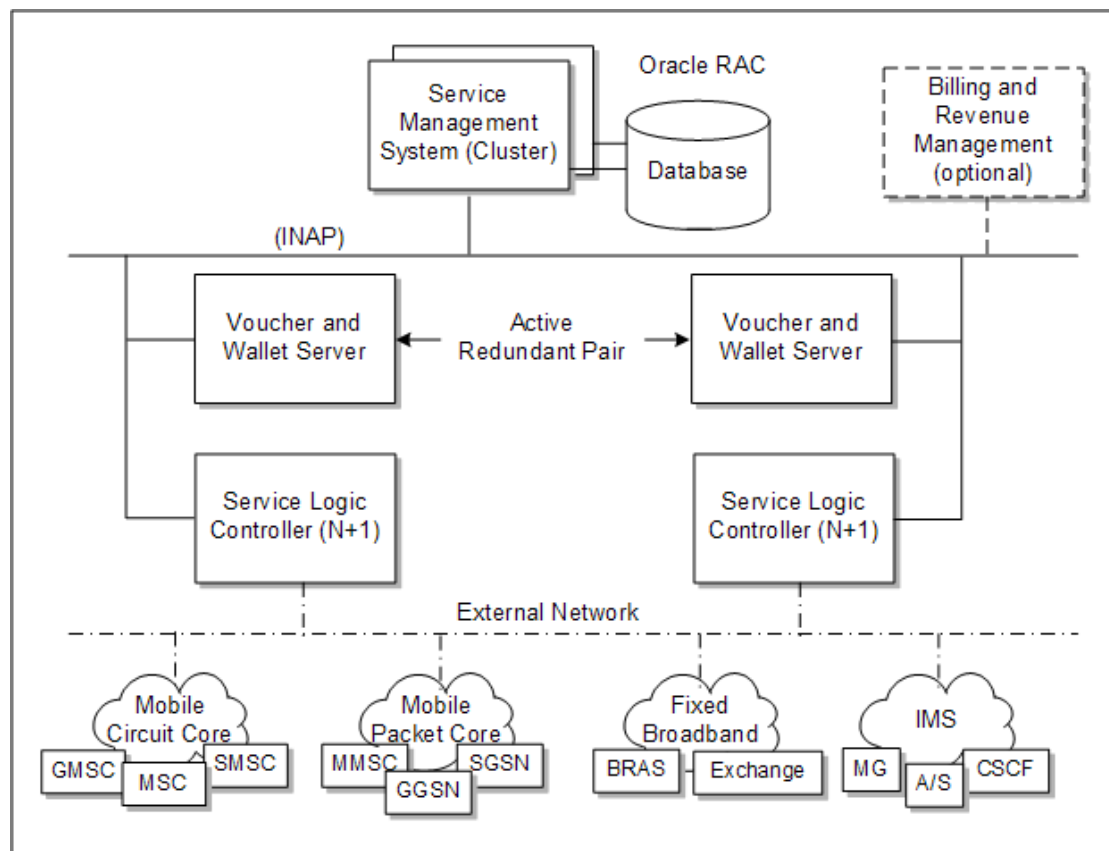 Oracle RAC
Service
Management
System (Cluster)
Database
Billing and
Revenue
Management
(optional)
(INAP)
Voucher and
Wallet Server
Active
Redundant Pair
Voucher and
Wallet Server
Service Logic
Controller (N+1)
Service Logic
Controller (N+1)
External Network
Mobile
Circuit Core
GMSC
MSC
SMSC
Mobile
Packet Core
MMSC
GGSN
SGSN
Fixed
Broadband
BRAS
Exchange
IMS
MG
A/S
CSCF